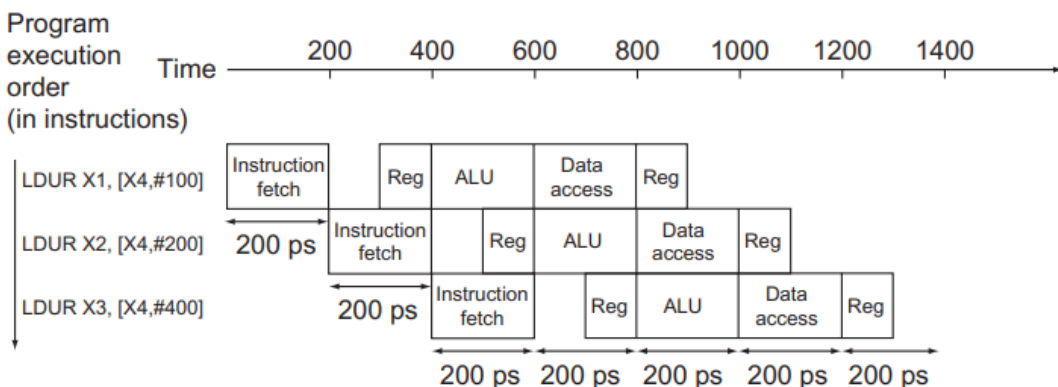 Program
execution
order
(in instructions)
Time
200 400 600 800 1000 1200 1400
LDUR X1, [X4,#100]
Instruction
fetch
Reg
ALU
Data
access
Reg
200 ps
LDUR X2, [X4,#200]
Instruction
fetch
Reg
ALU
Data
access
Reg
200 ps
LDUR X3, [X4,#400]
Instruction
fetch
Reg
ALU
Data
access
Reg
200 ps 200 ps 200 ps 200 ps 200 ps